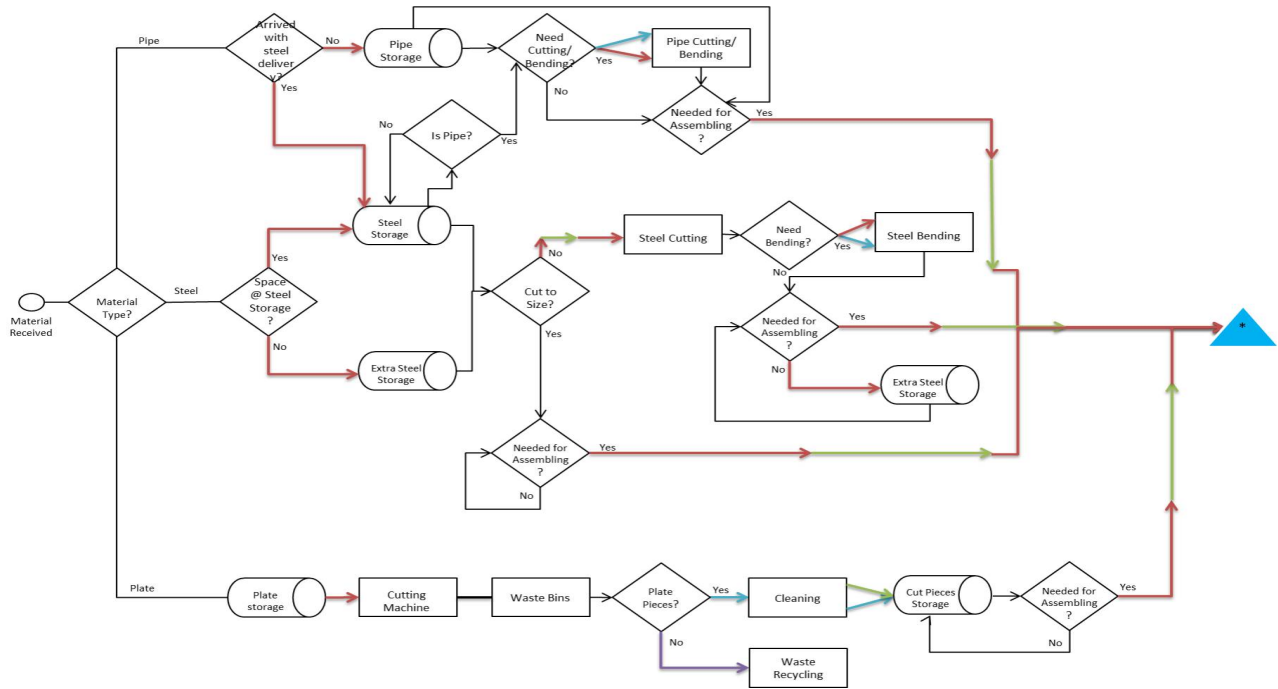 Pipe
Arrived
with
steel
deliver
y?
No
Yes
Pipe
Storage
Need
Cutting/
Bending?
Yes
No
Pipe Cutting/
Bending
Needed for
Assembling
?
Yes
No
Is Pipe?
Yes
Steel
Storage
Material
Received
Material
Type?
Steel
Yes
Space
@ Steel
Storage
?
No
Extra Steel
Storage
Cut to
Size?
No
Yes
Steel Cutting
Need
Bending?
Yes
No
Steel Bending
Needed for
Assembling
?
Yes
No
Extra Steel
Storage
*
Needed for
Assembling
?
Yes
No
Plate
Plate
storage
Cutting
Machine
Waste Bins
Plate
Pieces?
Yes
No
Cleaning
Waste
Recycling
Cut Pieces
Storage
Needed for
Assembling
?
Yes
No